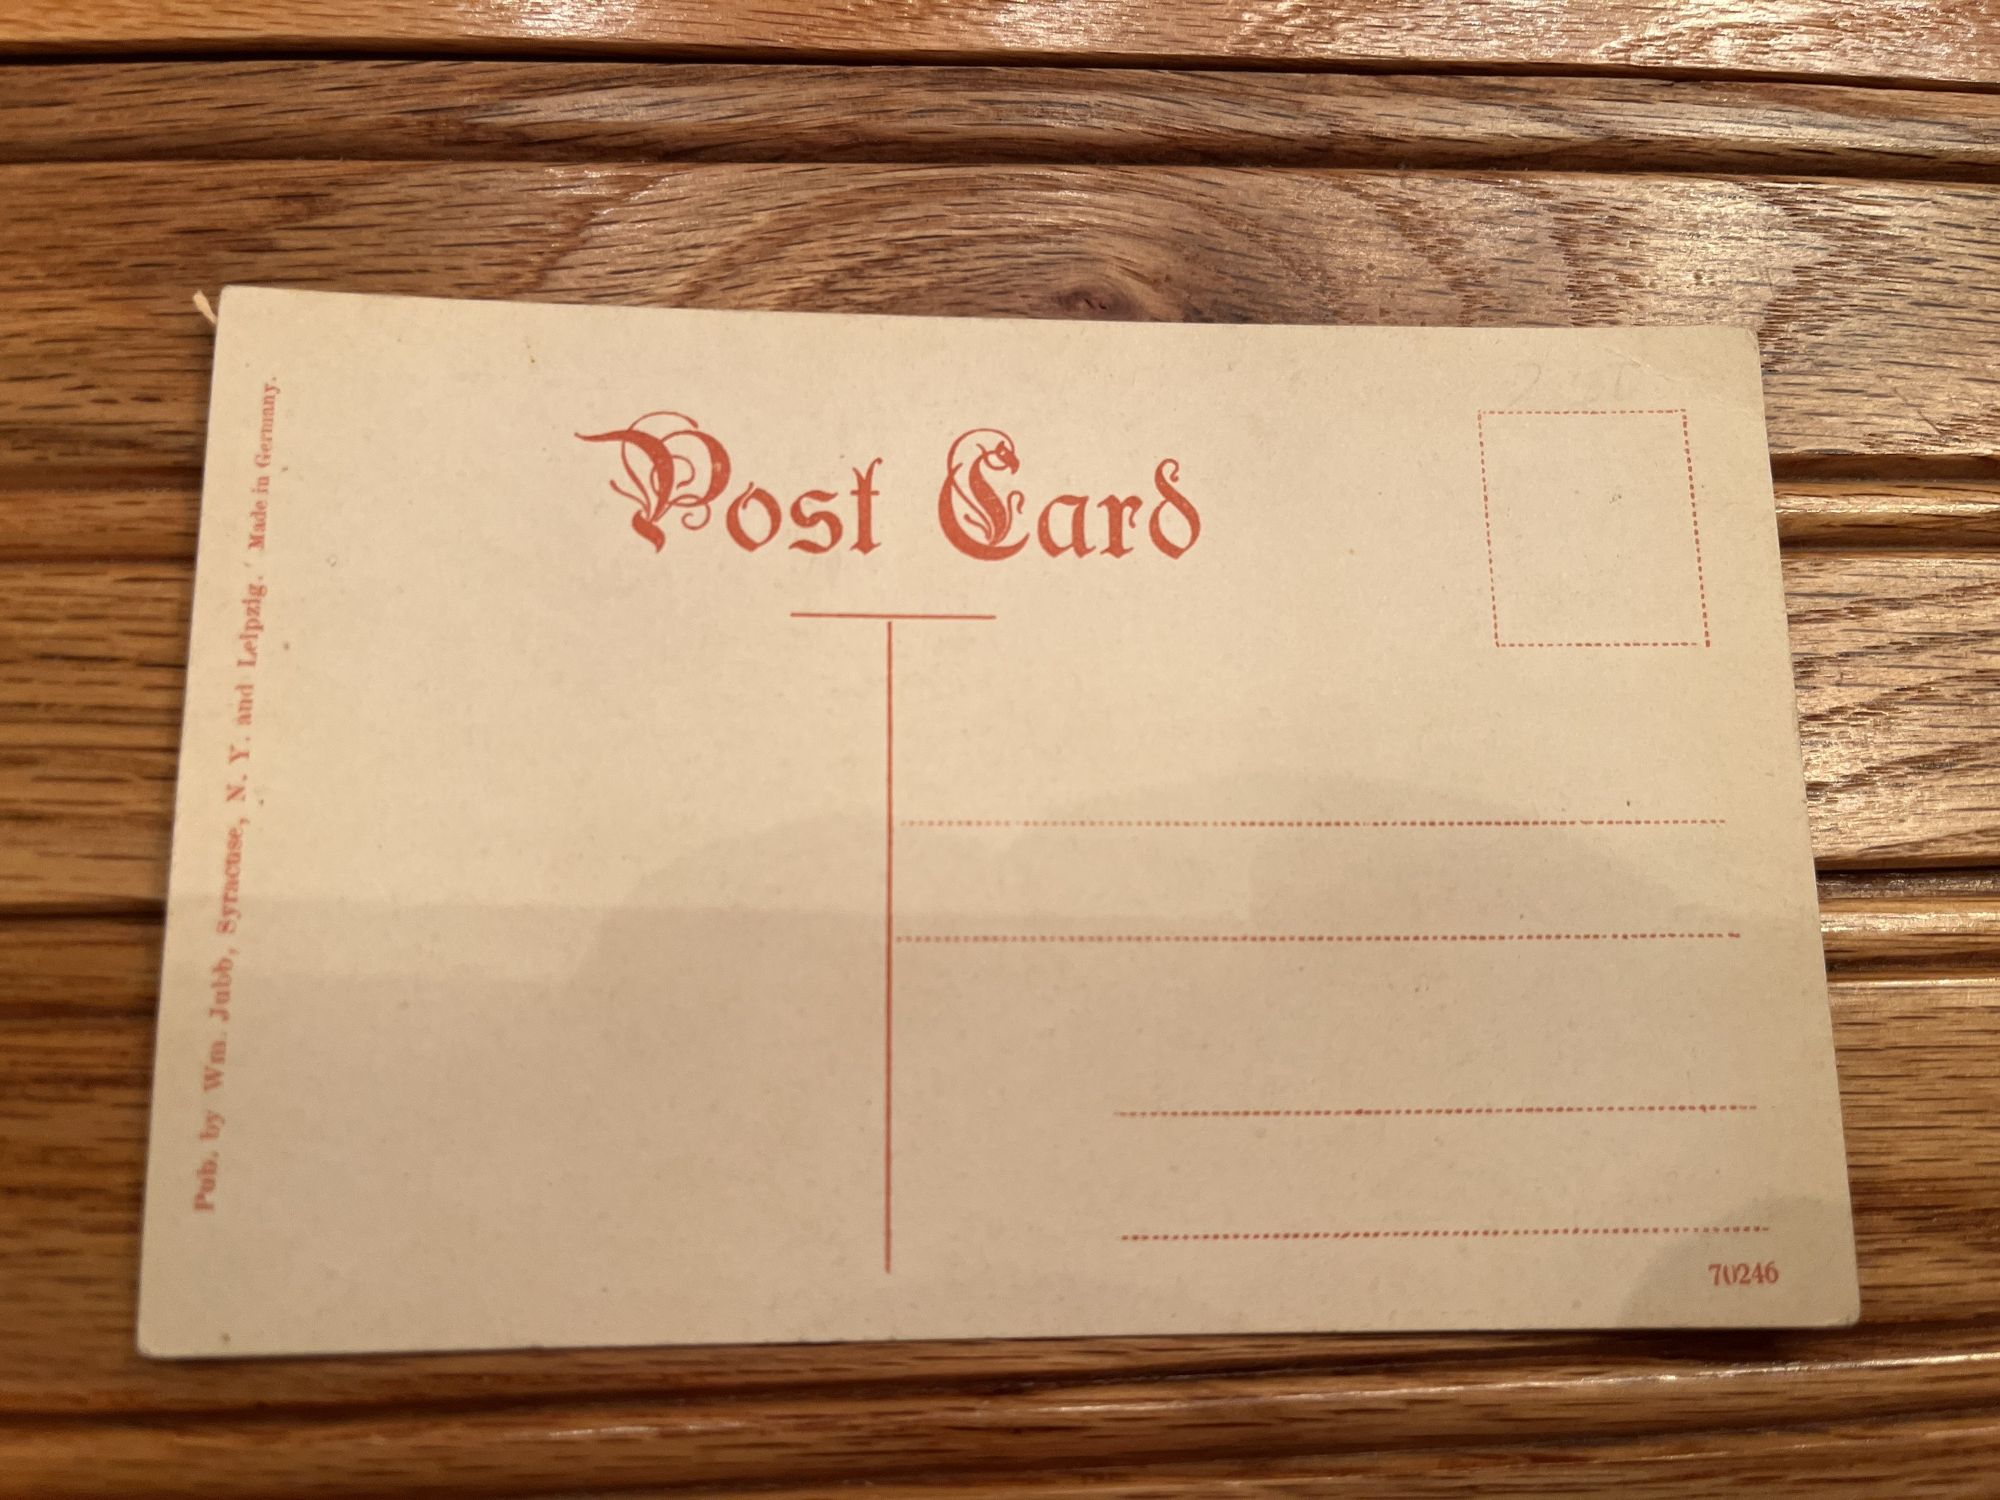 Post Card
Pub. by Wm. Jubb, Syracuse, N. Y. and Leipzig. Made in Germany.
70246